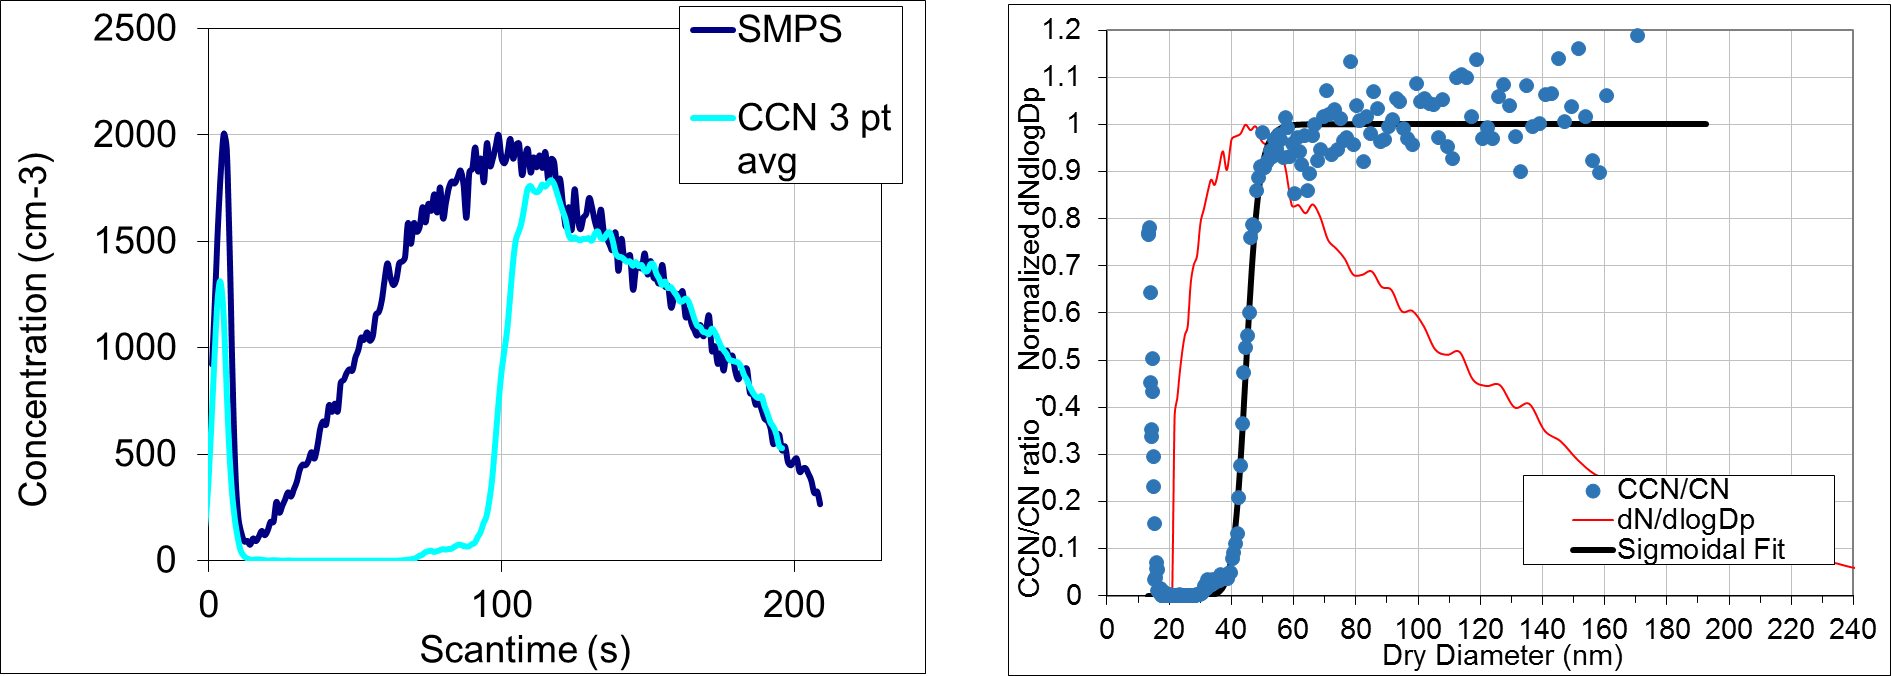 2500
2000
1500
1000
500
0
Concentration (cm-3)
0
100
200
Scantime (s)
SMPS
CCN 3 pt
avg
1.2
1.1
1
0.9
0.8
0.7
0.6
0.5
0.4
0.3
0.2
0.1
0
CCN/CN ratio , Normalized dNdlogDp
0 20 40 60 80 100 120 140 160 180 200 220 240
Dry Diameter (nm)
CCN/CN
dN/dlogDp
Sigmoidal Fit